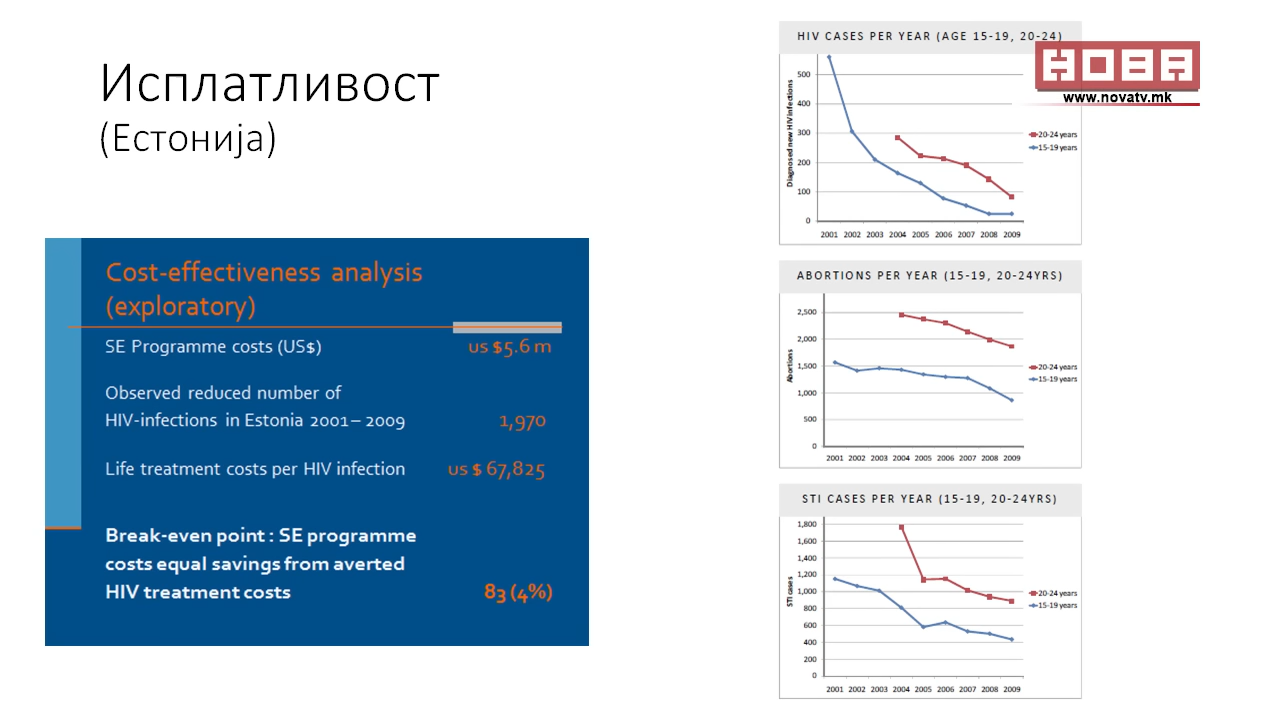 Исплатливост
(Естонија)
Cost-effectiveness analysis
(exploratory)
SE Programme costs (US$) US $5.6 m
Observed reduced number of
HIV-infections in Estonia 2001 – 2009 1,970
Life treatment costs per HIV infection US $ 67,825
Break-even point : SE programme
costs equal savings from averted
HIV treatment costs 83 (4%)
HIV CASES PER YEAR (AGE 15-19, 20-24)
НОВА
www.novatv.mk
Diagnosed new HIV infections
500
400
300
200
100
0
2001 2002 2003 2004 2005 2006 2007 2008 2009
20-24 years
15-19 years
ABORTIONS PER YEAR (15-19, 20-24YRS)
Abortions
2,500
2,000
1,500
1,000
500
0
2001 2002 2003 2004 2005 2006 2007 2008 2009
20-24 years
15-19 years
STI CASES PER YEAR (15-19, 20-24YRS)
STI cases
1,800
1,600
1,400
1,200
1,000
800
600
400
200
0
2001 2002 2003 2004 2005 2006 2007 2008 2009
20-24 years
15-19 years